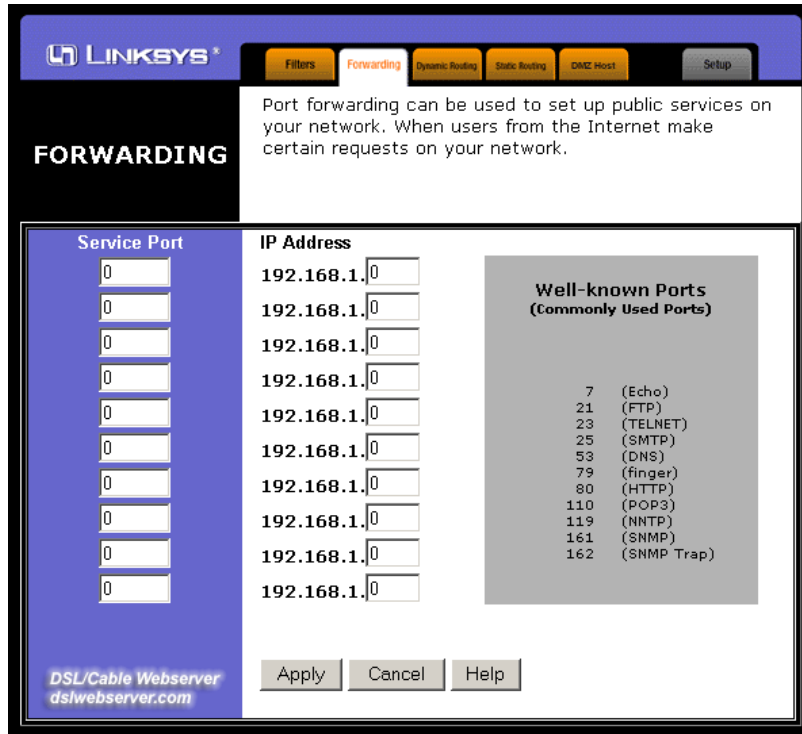 LINKSYS®
Filters Forwarding Dynamic Routing Static Routing DMZ Host Setup
FORWARDING
Port forwarding can be used to set up public services on
your network. When users from the Internet make
certain requests on your network.
Service Port IP Address
0 192.168.1.0
0 192.168.1.0
0 192.168.1.0
0 192.168.1.0
0 192.168.1.0
0 192.168.1.0
0 192.168.1.0
0 192.168.1.0
0 192.168.1.0
0 192.168.1.0
Well-known Ports
(Commonly Used Ports)
7 (Echo)
21 (FTP)
23 (TELNET)
25 (SMTP)
53 (DNS)
79 (finger)
80 (HTTP)
110 (POP3)
119 (NNTP)
161 (SNMP)
162 (SNMP Trap)
DSL/Cable Webserver
dslwebserver.com
Apply Cancel Help